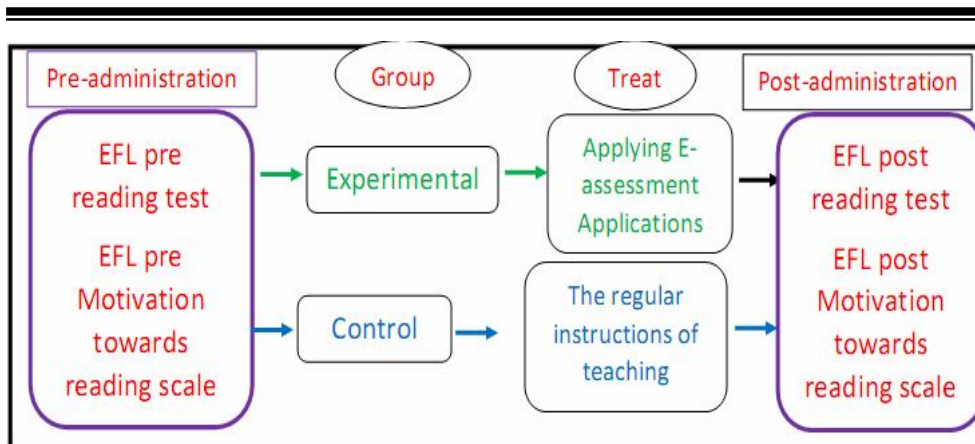 Pre-administration
Group
Treat
Post-administration
EFL pre
reading test
EFL pre
Motivation
towards
reading scale
Experimental
Applying E-
assessment
Applications
Control
The regular
instructions of
teaching
EFL post
reading test
EFL post
Motivation
towards
reading scale